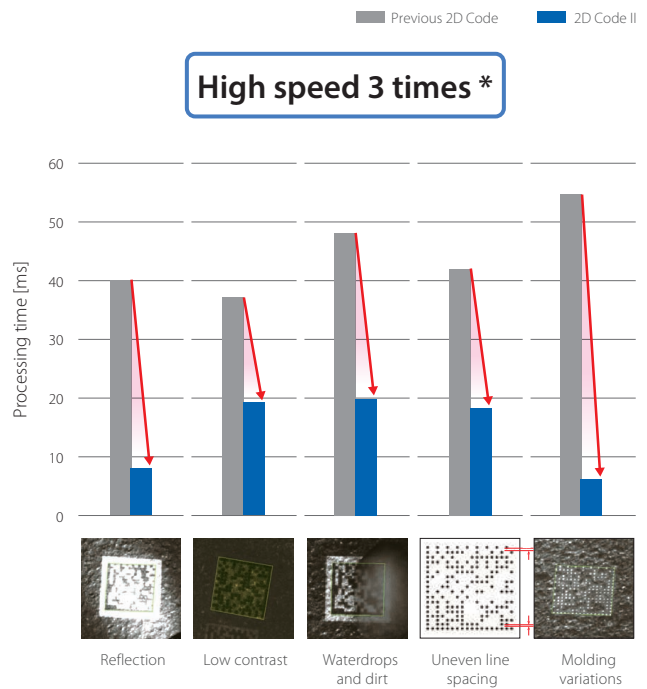 Previous 2D Code
2D Code II
High speed 3 times *
Processing time [ms]
60
50
40
30
20
10
0
Reflection
Low contrast
Waterdrops
and dirt
Uneven line
spacing
Molding
variations